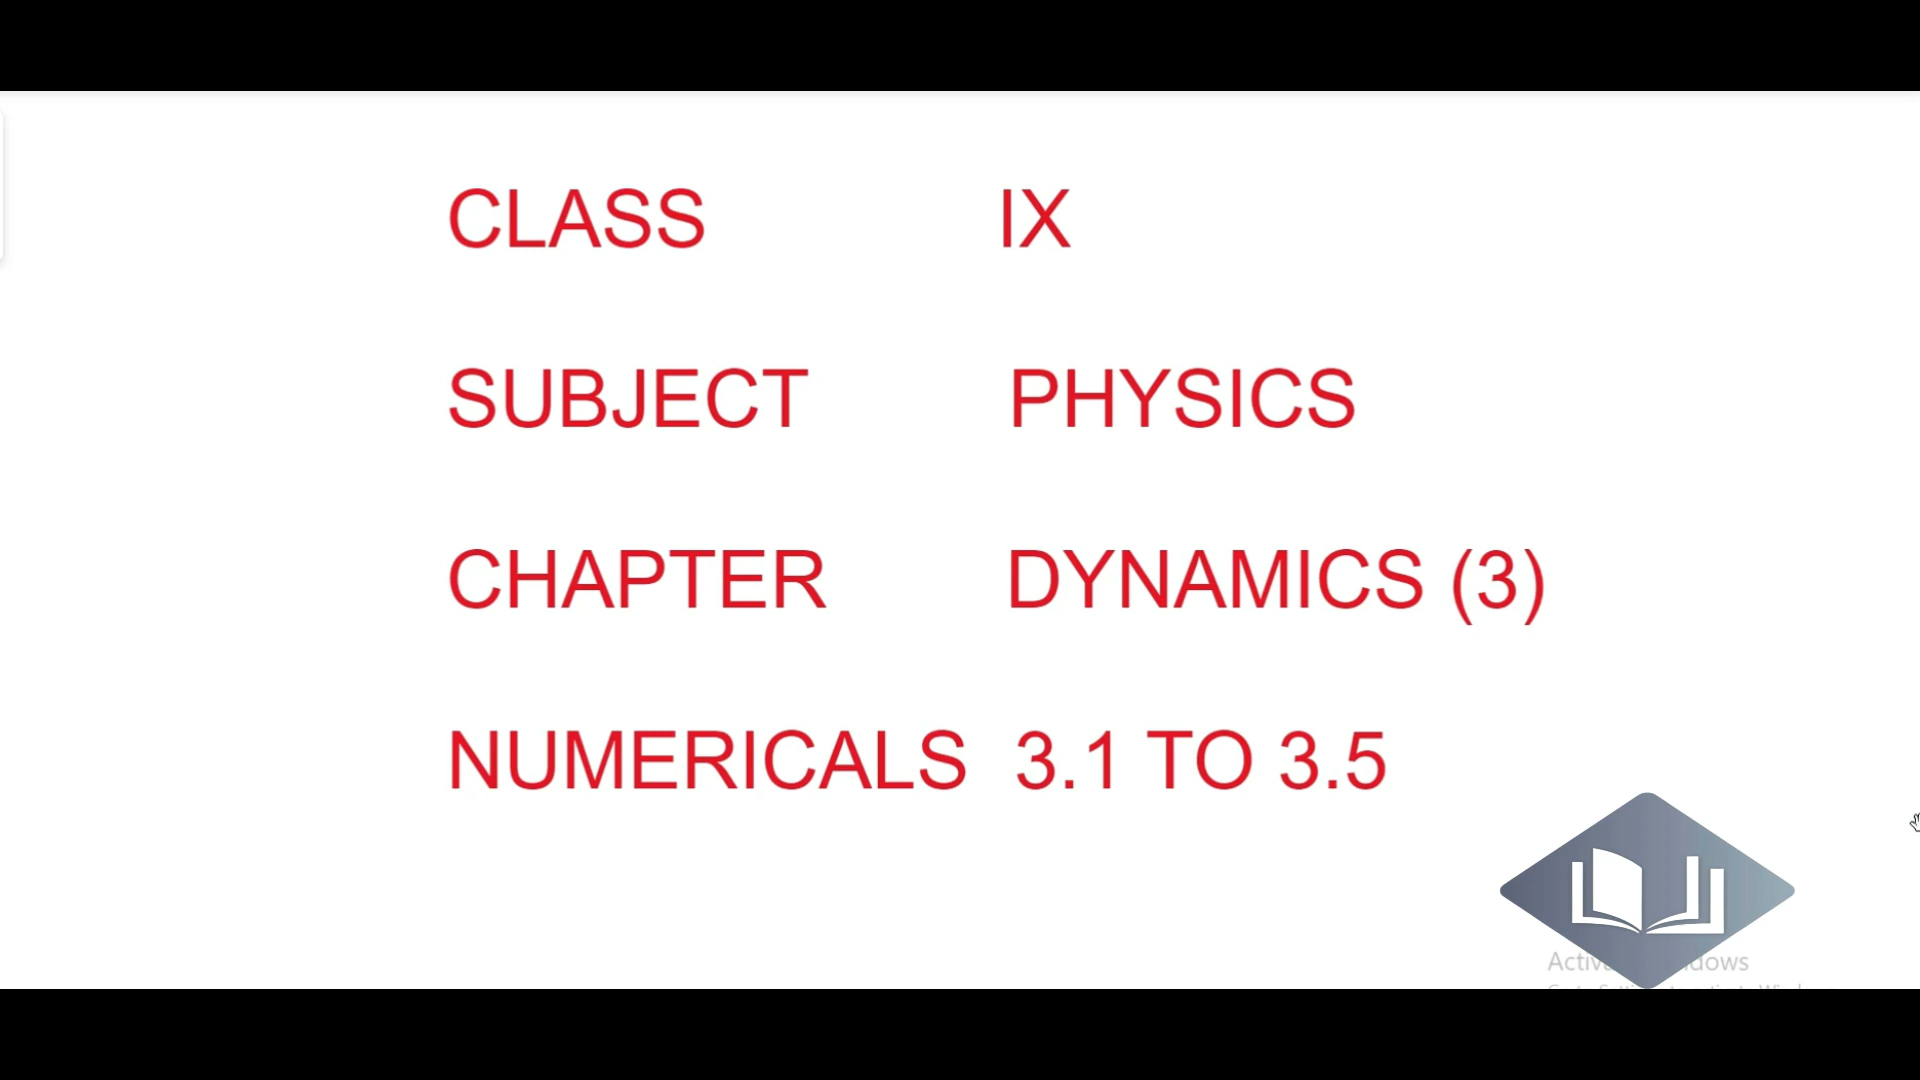 CLASS IX
SUBJECT PHYSICS
CHAPTER DYNAMICS (3)
NUMERICALS 3.1 TO 3.5